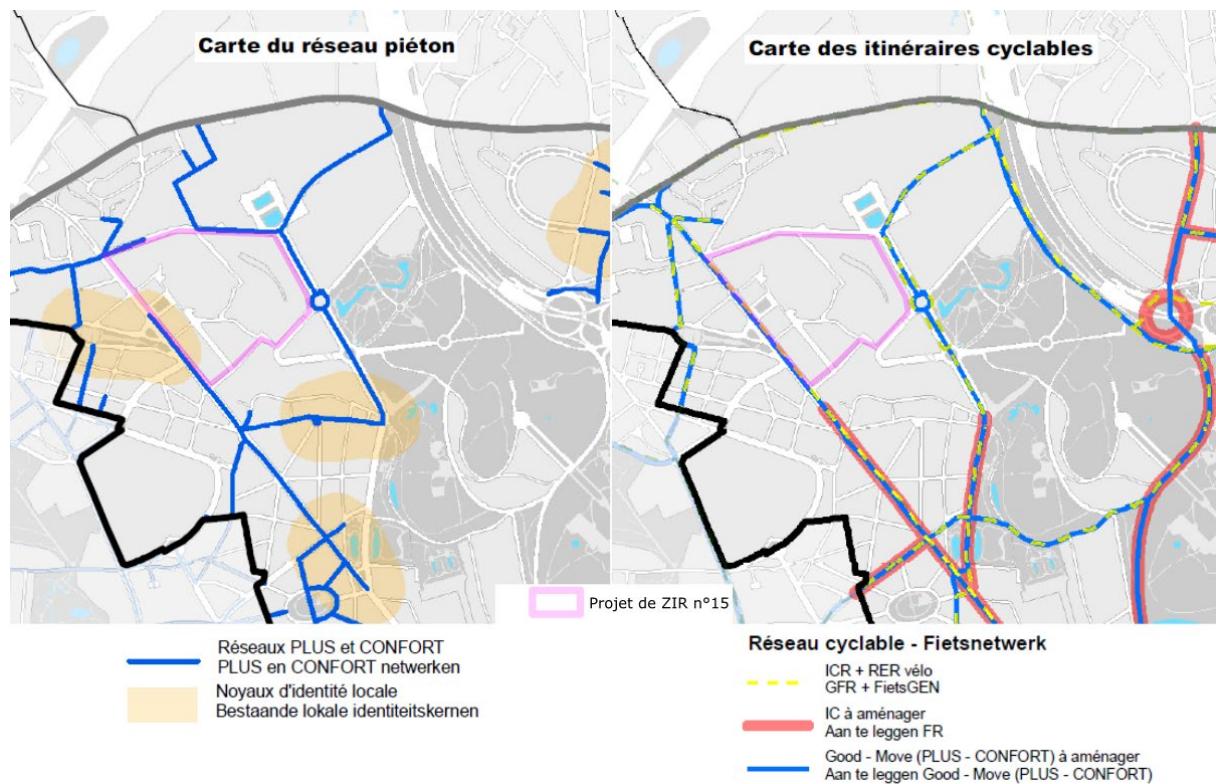 Carte du réseau piéton
Carte des itinéraires cyclables
Projet de ZIR n°15
Réseaux PLUS et CONFORT
PLUS en CONFORT netwerken
Noyaux d'identité locale
Bestaande lokale identiteitskernen
Réseau cyclable - Fietsnetwerk
ICR + RER vélo
GFR + FietsGEN
IC à aménager
Aan te leggen FR
Good - Move (PLUS - CONFORT) à aménager
Aan te leggen Good - Move (PLUS - CONFORT)